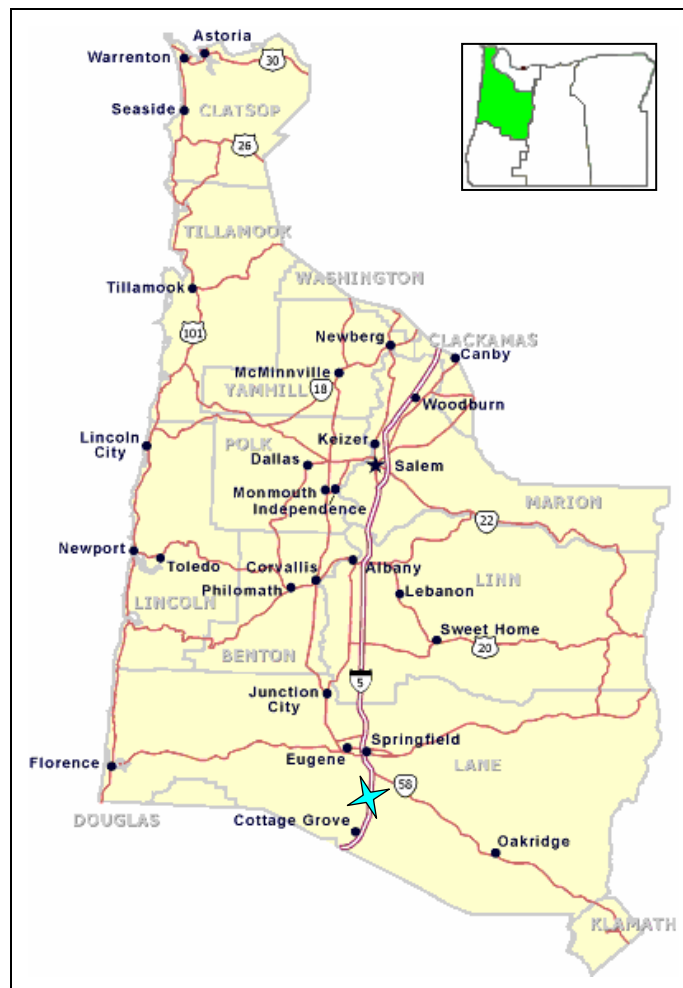 Astoria
Warrenton
30
Seaside
CLATSOP
26
TILLAMOOK
WASHINGTON
Tillamook
101
Newberg
CLACKAMAS
Canby
McMinnville
YAMHILL
18
Woodburn
Lincoln
City
POLK
Keizer
Dallas
Salem
Monmouth
Independence
MARION
22
Newport
Toledo
Corvallis
Albany
Philomath
LINN
LINCOLN
Lebanon
Sweet Home
20
BENTON
5
Junction
City
Springfield
Eugene
LANE
Florence
58
DOUGLAS
Cottage Grove
Oakridge
KLAMATH